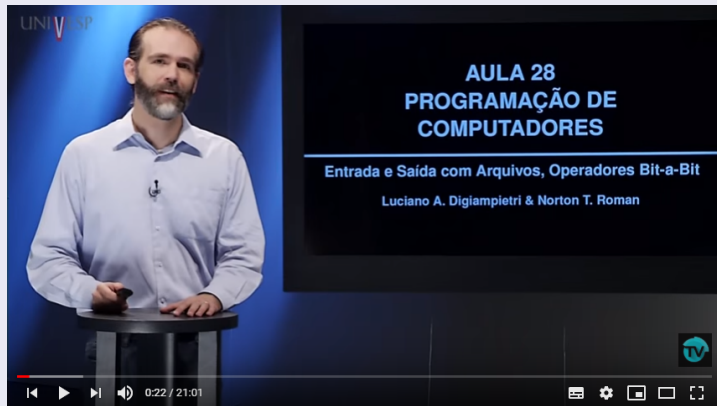 UNIVESP
AULA 28
PROGRAMAÇÃO DE
COMPUTADORES
Entrada e Saída com Arquivos, Operadores Bit-a-Bit
Luciano A. Digiampietri & Norton T. Roman
TV
0:22 / 21:01